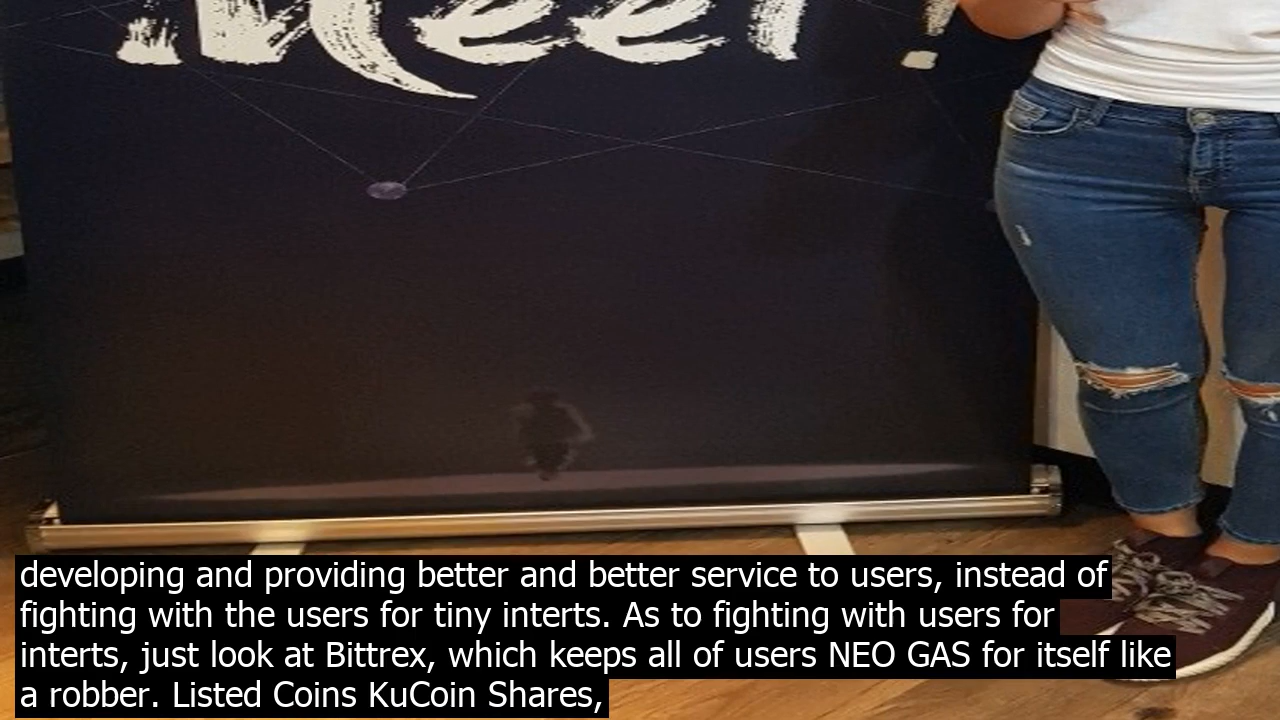 Meet !
developing and providing better and better service to users, instead of
fighting with the users for tiny interts. As to fighting with users for
interts, just look at Bittrex, which keeps all of users NEO GAS for itself like
a robber. Listed Coins KuCoin Shares,